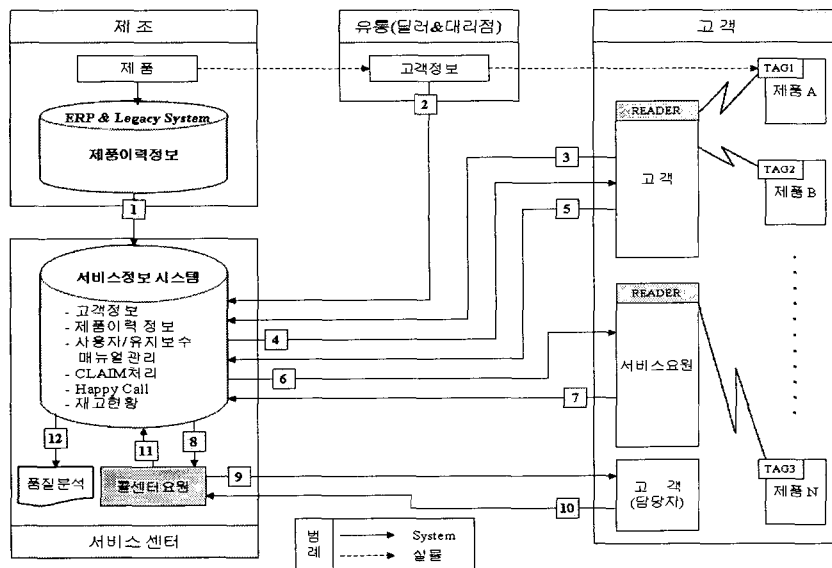 제 조
제 품
ERP & Legacy System
제품이력정보
유통(딜러&대리점)
고객정보
고 객
TAG1
제품 A
READER
고 객
TAG2
제품 B
1
2
3
4
5
6
7
8
9
10
11
12
서비스정보 시스템
- 고객정보
- 제품이력 정보
- 사용자/유지보수
매뉴얼관리
- CLAIM처리
- Happy Call
- 재고현황
READER
서비스요원
품질분석
콜센터요원
고 객
(담당자)
TAG3
제품 N
서비스 센터
범
례
System
실물